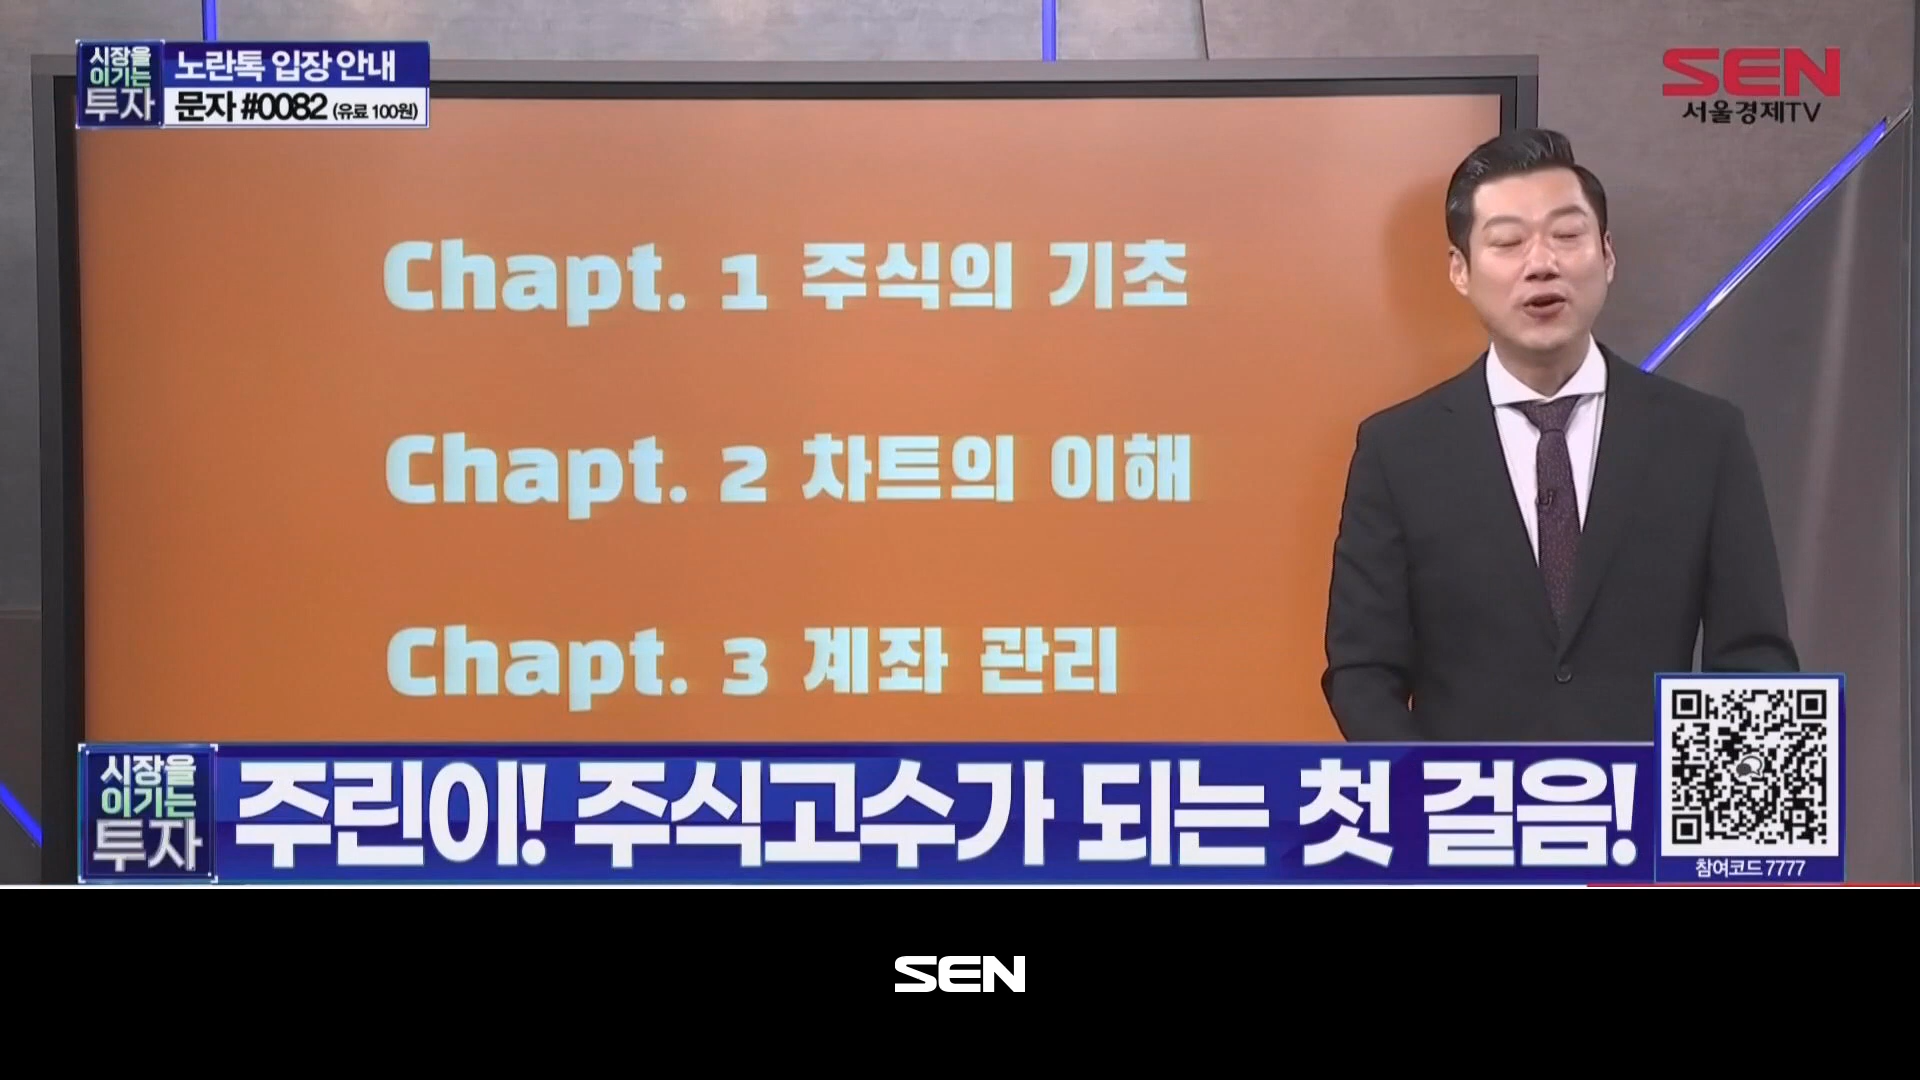 시장을
이기는
투자
노란톡 입장 안내
문자 #0082 (유료 100원)
SEN
서울경제TV
Chapt. 1 주식의 기초
Chapt. 2 차트의 이해
Chapt. 3 계좌 관리
시장을
이기는
투자
주린이! 주식고수가 되는 첫 걸음!
참여코드 7777
SEN